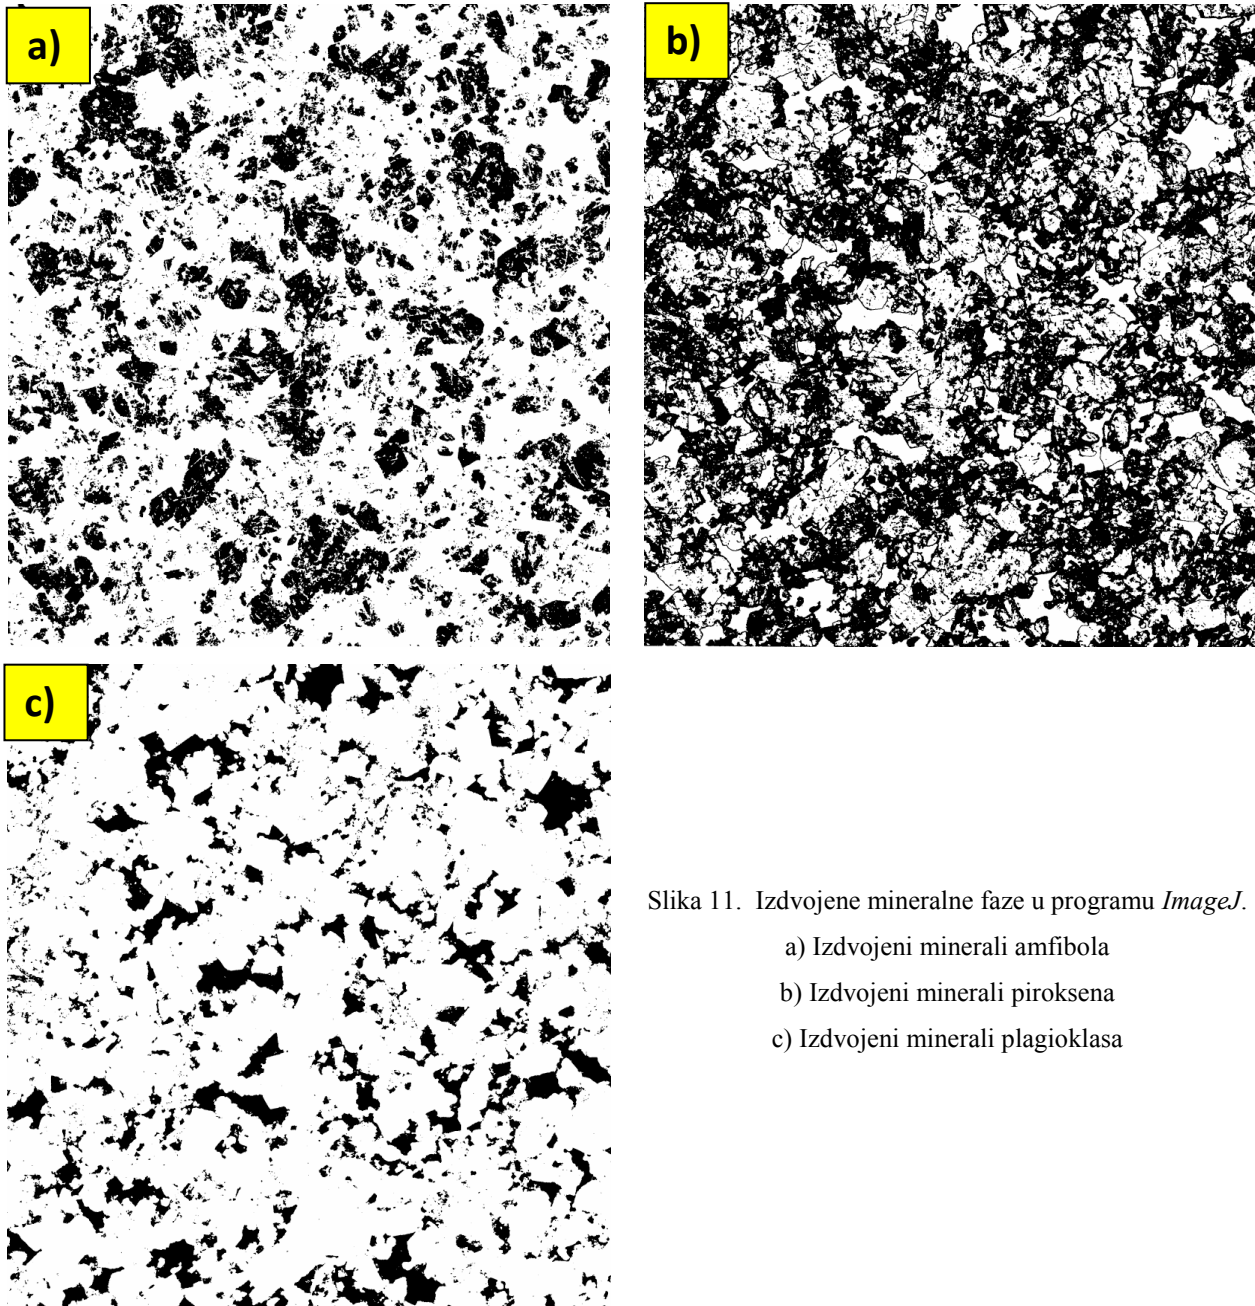 a)
b)
c)
Slika 11. Izdvojene mineralne faze u programu ImageJ.
a) Izdvojeni minerali amfibola
b) Izdvojeni minerali piroksena
c) Izdvojeni minerali plagioklasa